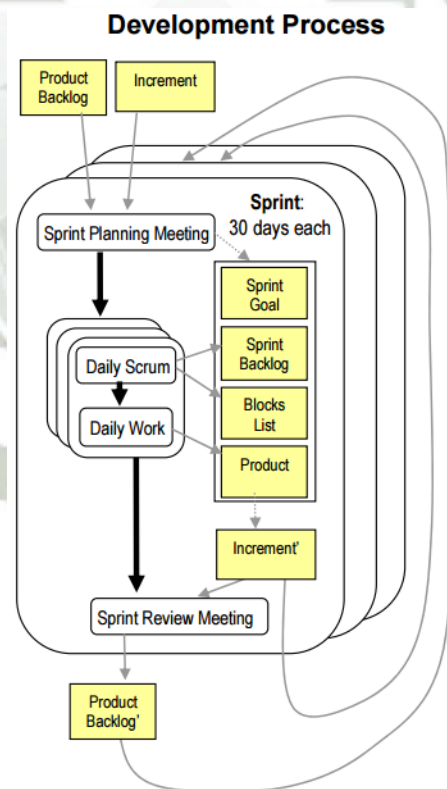 Development Process
Product
Backlog
Increment
Sprint:
30 days each
Sprint Planning Meeting
Sprint
Goal
Daily Scrum
Sprint
Backlog
Blocks
List
Daily Work
Product
Increment'
Sprint Review Meeting
Product
Backlog'